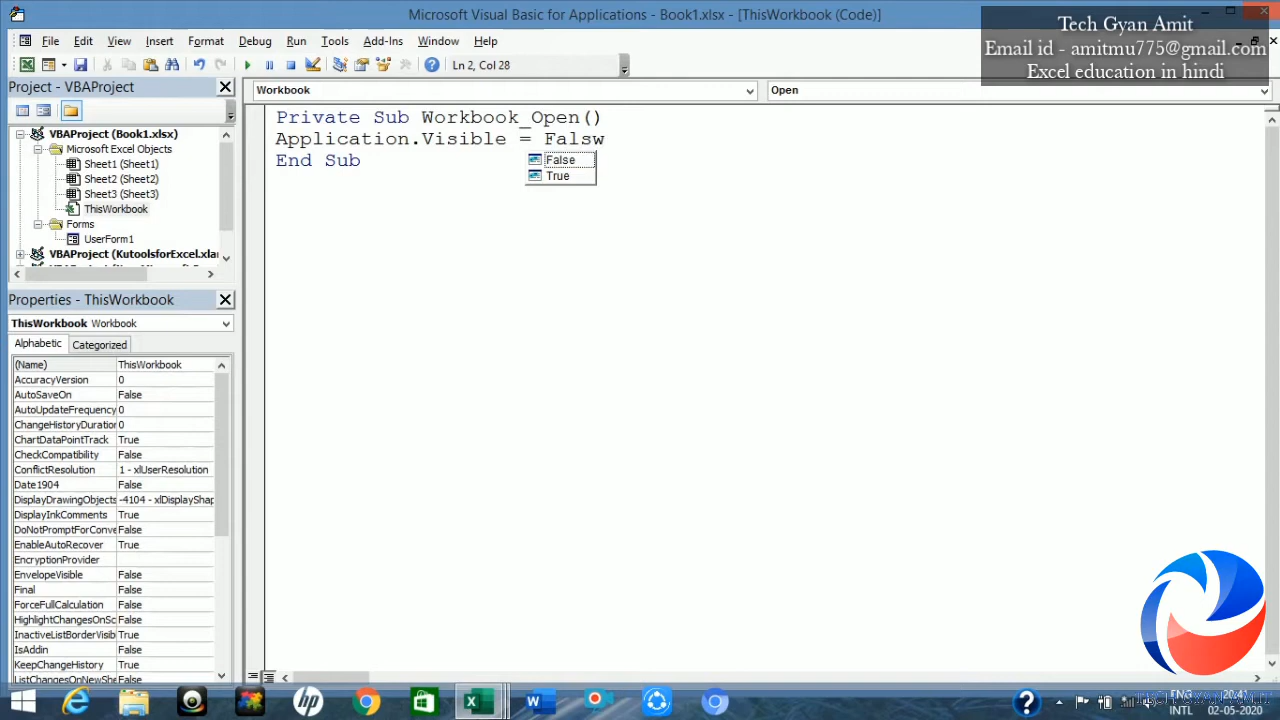 Microsoft Visual Basic for Applications - Book1.xlsx - [ThisWorkbook (Code)]
Tech Gyan Amit
Email id - amitmu775@gmail.com
Excel education in hindi
File Edit View Insert Format Debug Run Tools Add-Ins Window Help
Ln 2, Col 28
Project - VBAProject
Workbook
Open
VBAProject (Book1.xlsx)
Microsoft Excel Objects
Sheet1 (Sheet1)
Sheet2 (Sheet2)
Sheet3 (Sheet3)
ThisWorkbook
Forms
UserForm1
VBAProject (KutoolsforExcel.xlar
Private Sub Workbook_Open()
Application.Visible = Falsw
End Sub
False
True
Properties - ThisWorkbook
ThisWorkbook Workbook
Alphabetic Categorized
(Name) ThisWorkbook
AccuracyVersion 0
AutoSaveOn False
AutoUpdateFrequency 0
ChangeHistoryDuration 0
ChartDataPointTrack True
CheckCompatibility False
ConflictResolution 1 - xlUserResolution
Date1904 False
DisplayDrawingObjects -4104 - xlDisplayShap
DisplayInkComments True
DoNotPromptForConve False
EnableAutoRecover True
EncryptionProvider
EnvelopeVisible False
Final False
ForceFullCalculation False
HighlightChangesOnSc False
InactiveListBorderVisib True
IsAddin False
KeepChangeHistory True
ListChangesOnNewShe False
ENG 20:47
INTL 02-05-2020